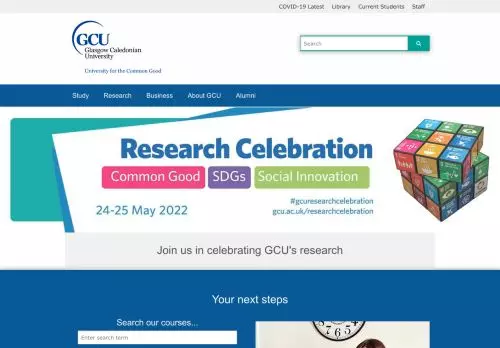 COVID-19 Latest Library Current Students Staff
GCU
Glasgow Caledonian
University
University for the Common Good
Search
Study Research Business About GCU Alumni
Research Celebration
Common Good SDGs Social Innovation
24-25 May 2022
#gcuresearchcelebration
gcu.ac.uk/researchcelebration
Join us in celebrating GCU's research
Your next steps
Search our courses...
Enter search term